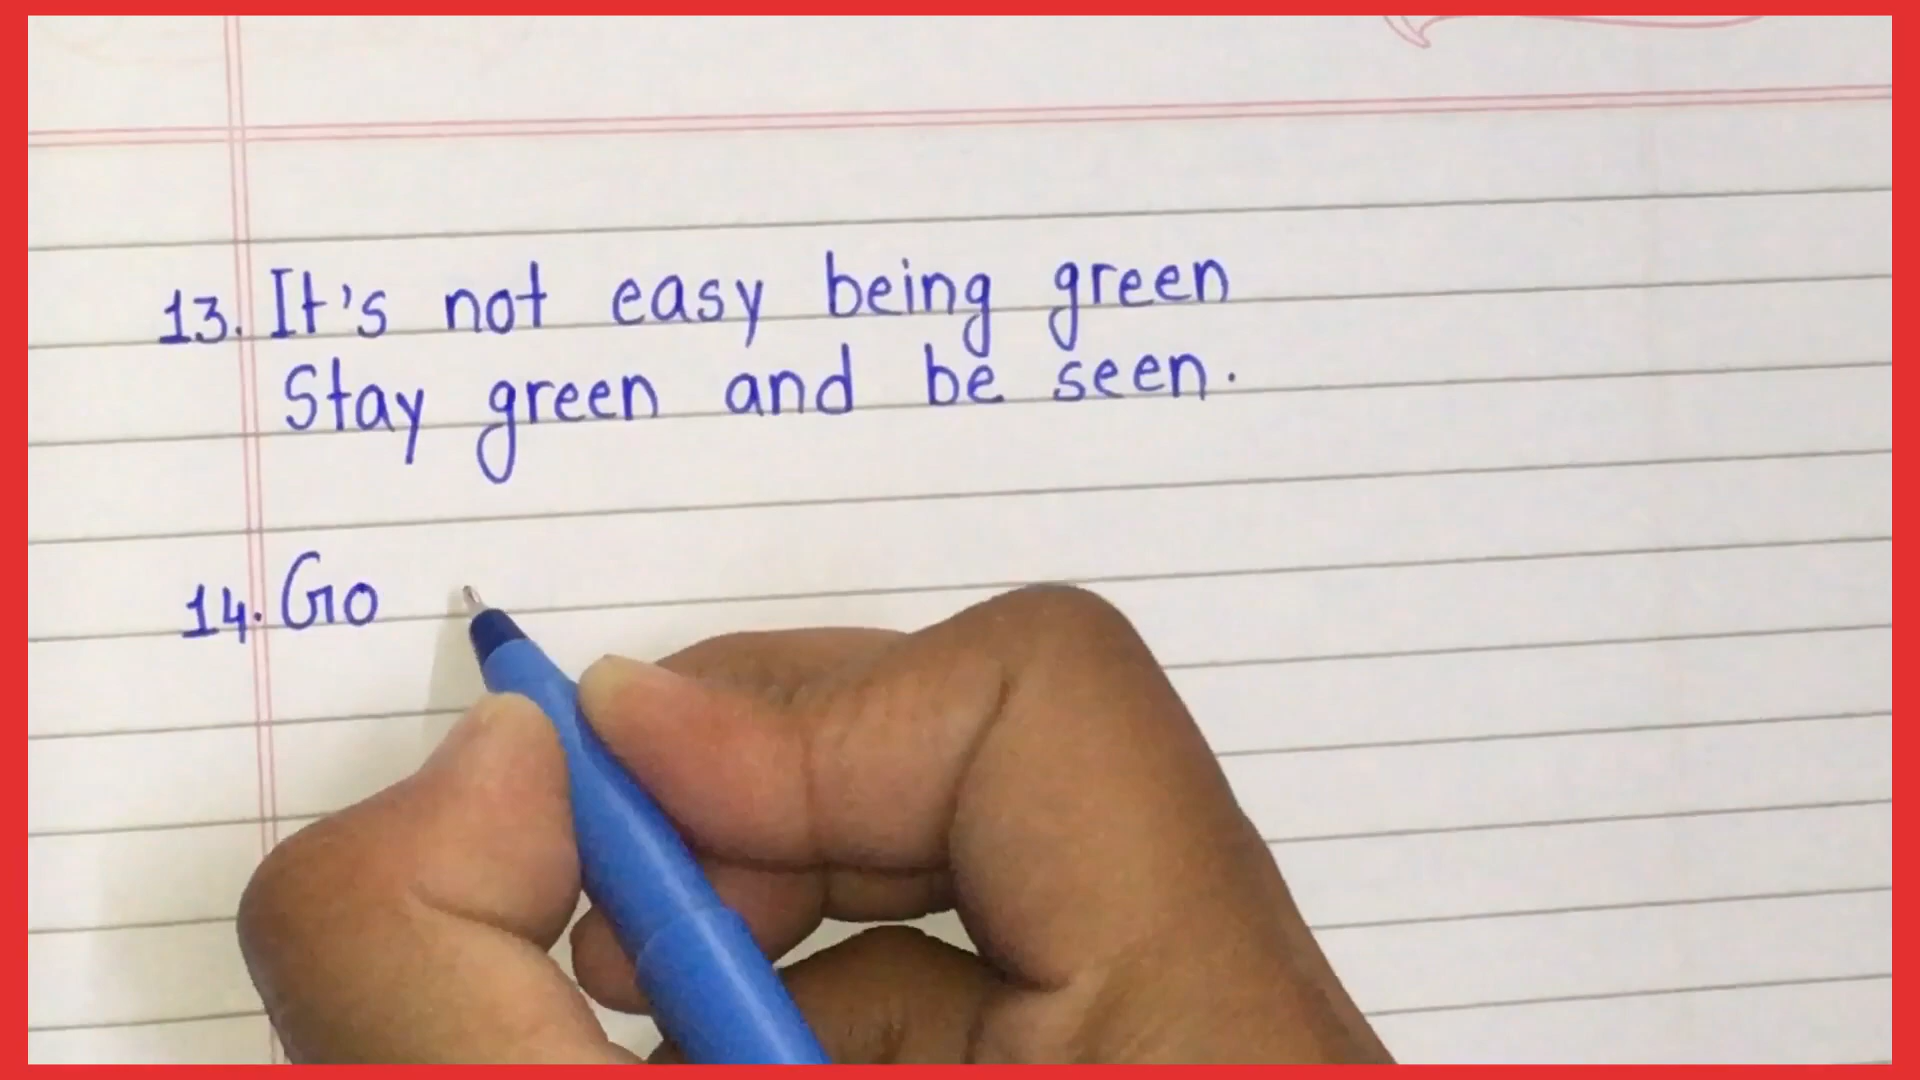 13. It's not easy being green
Stay green and be seen.
14. Go